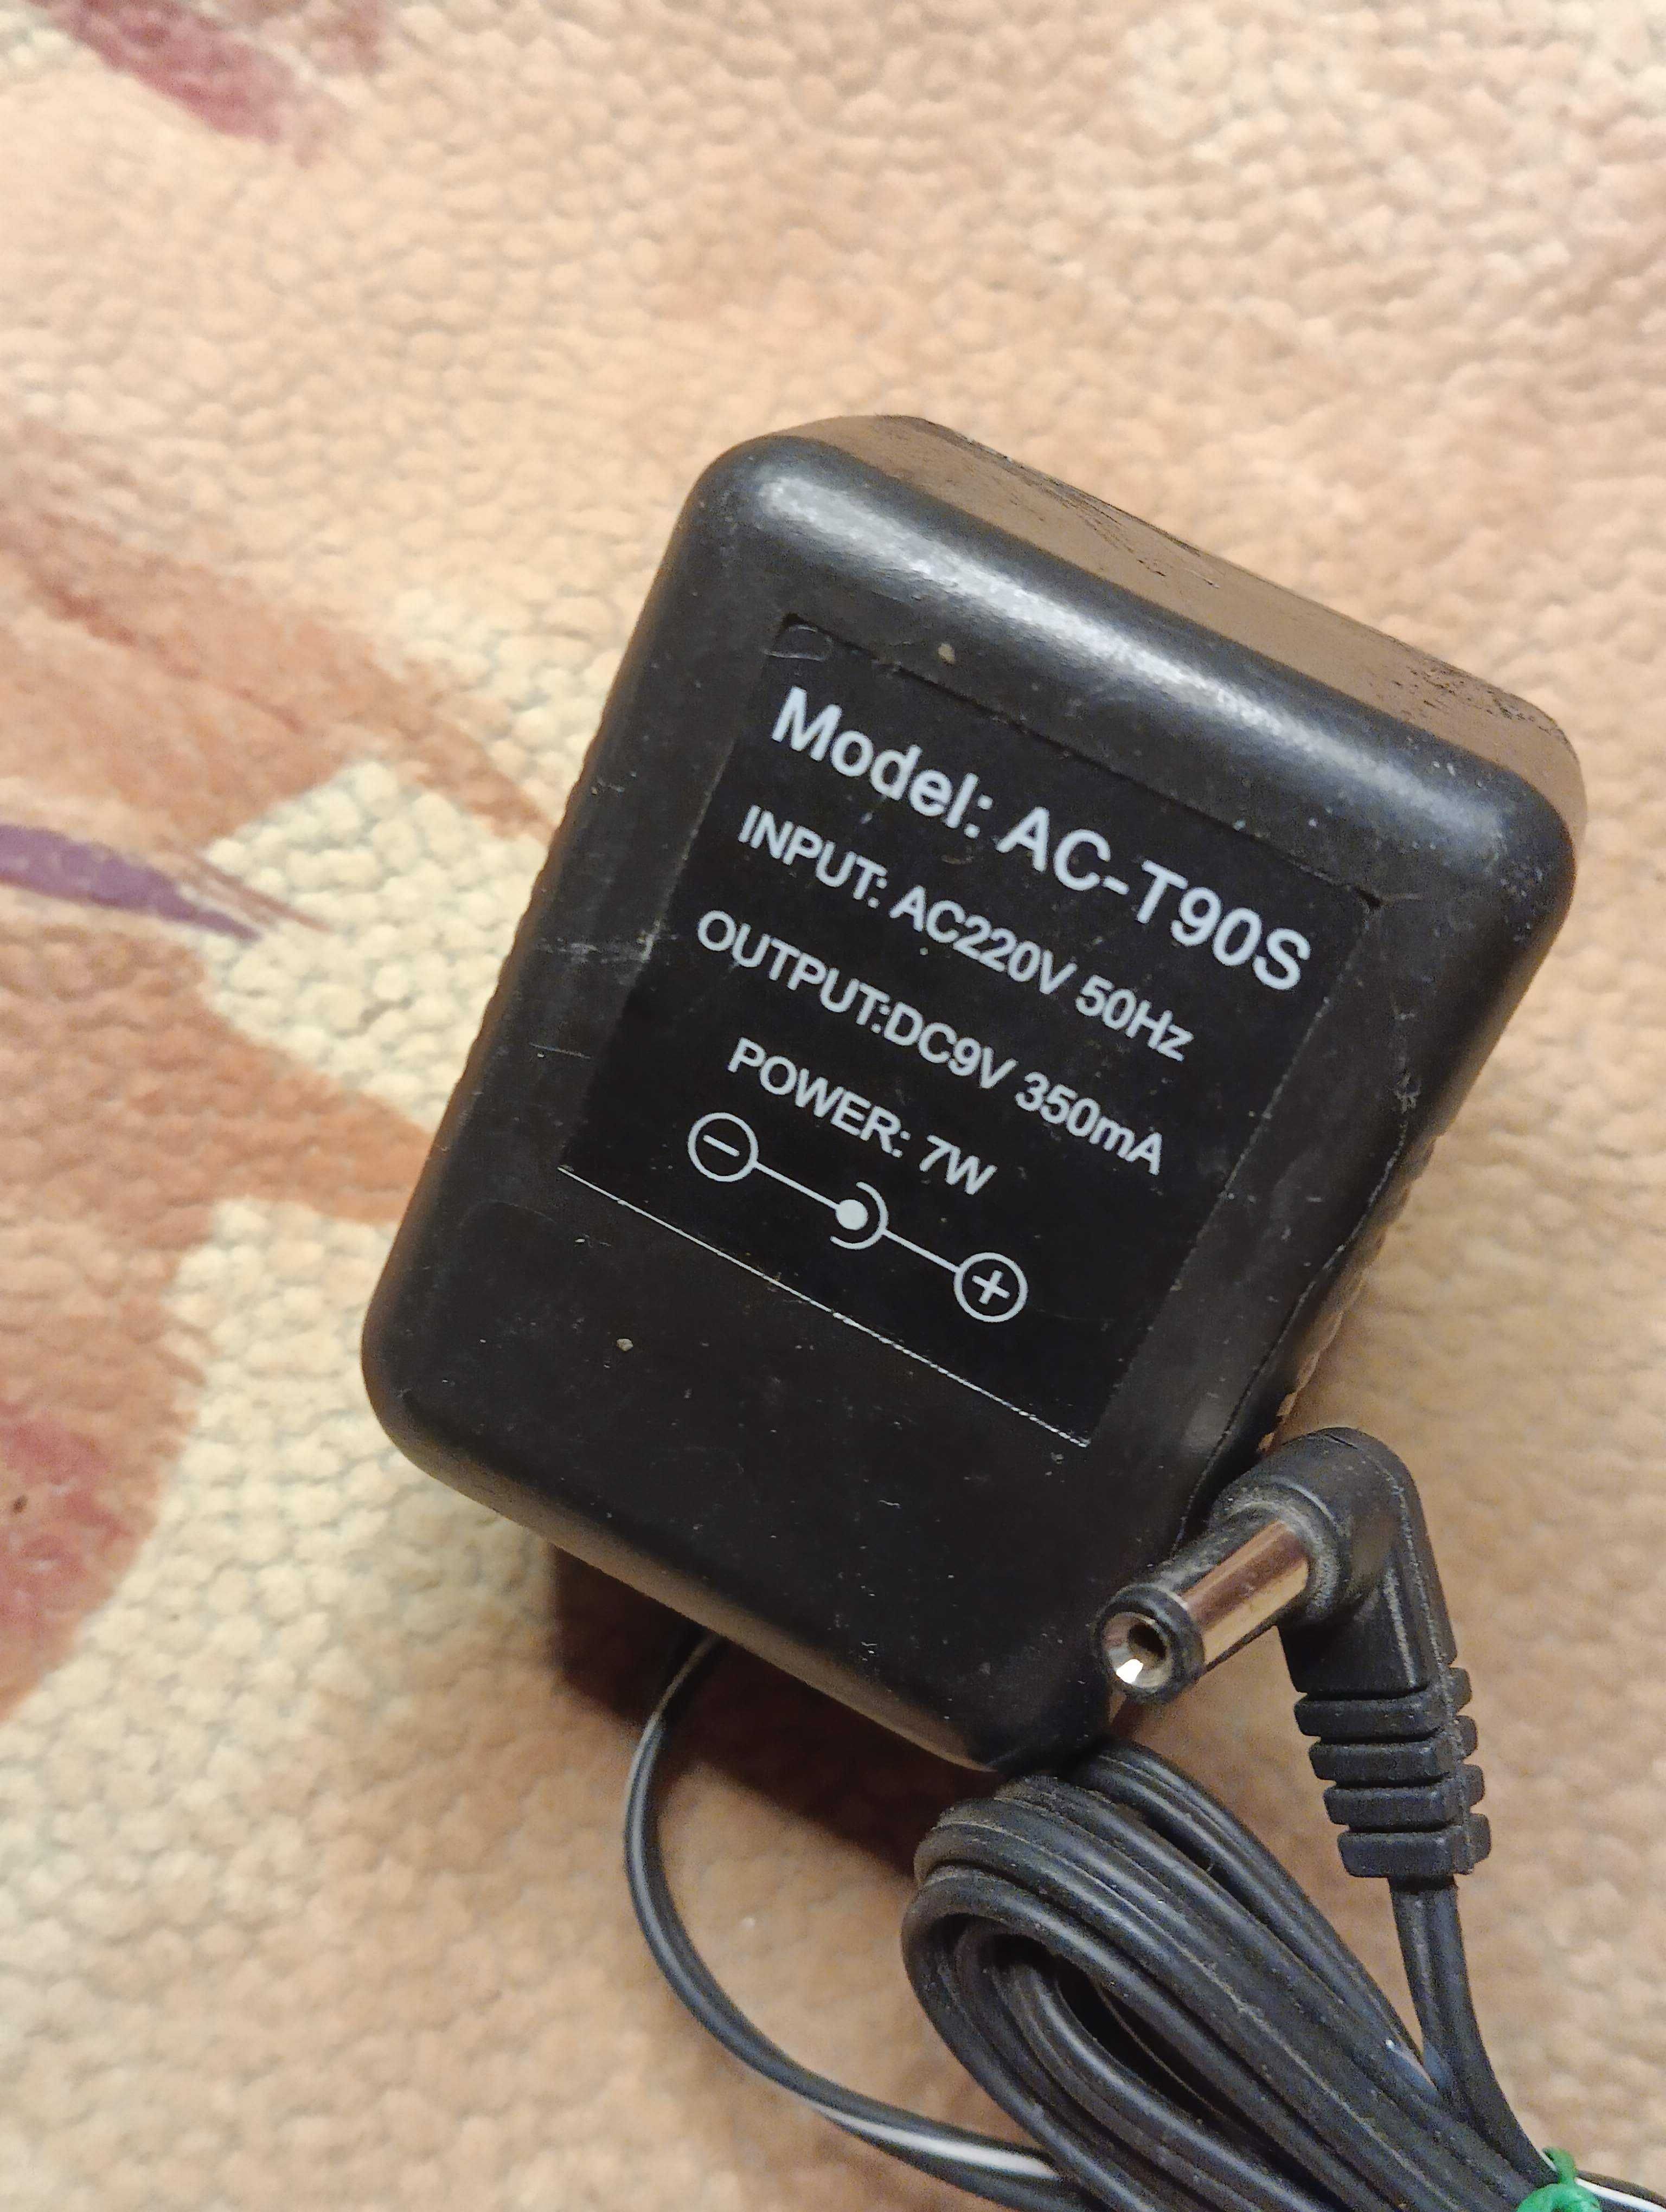 Model: AC-T90S
INPUT: AC220V 50Hz
OUTPUT:DC9V 350mA
POWER: 7W